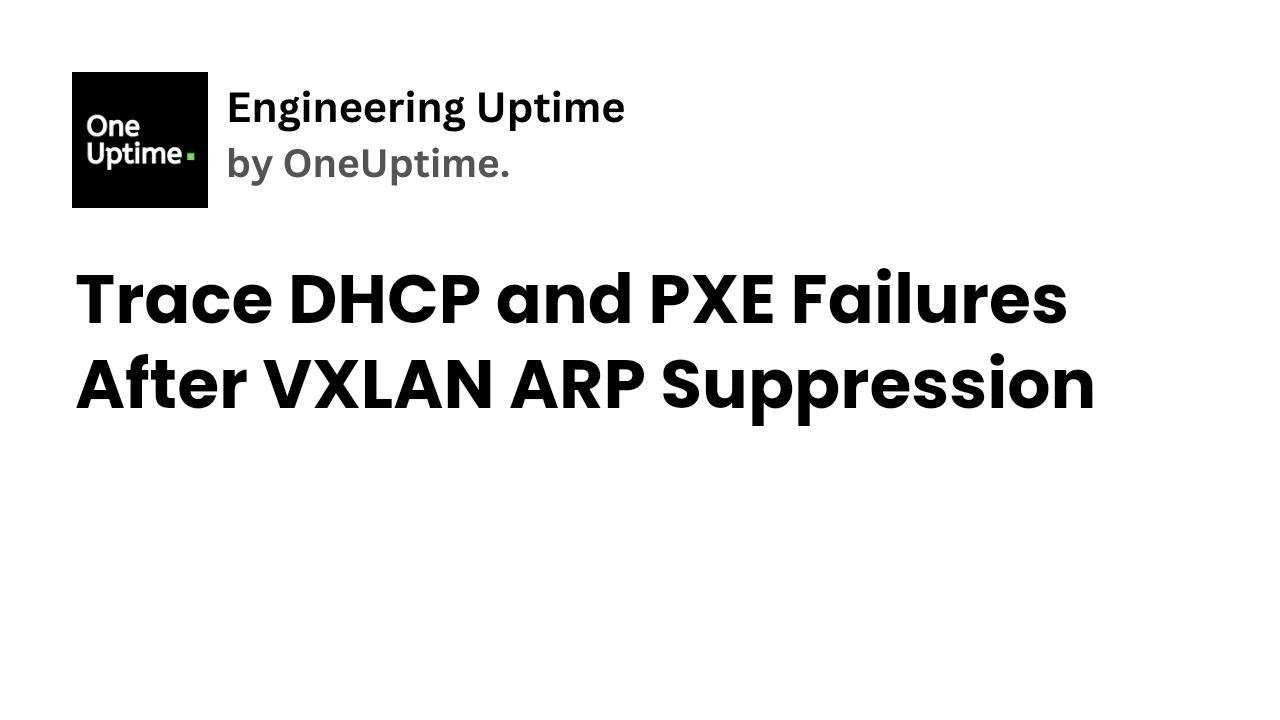 One
Uptime
Engineering Uptime
by OneUptime.
Trace DHCP and PXE Failures
After VXLAN ARP Suppression